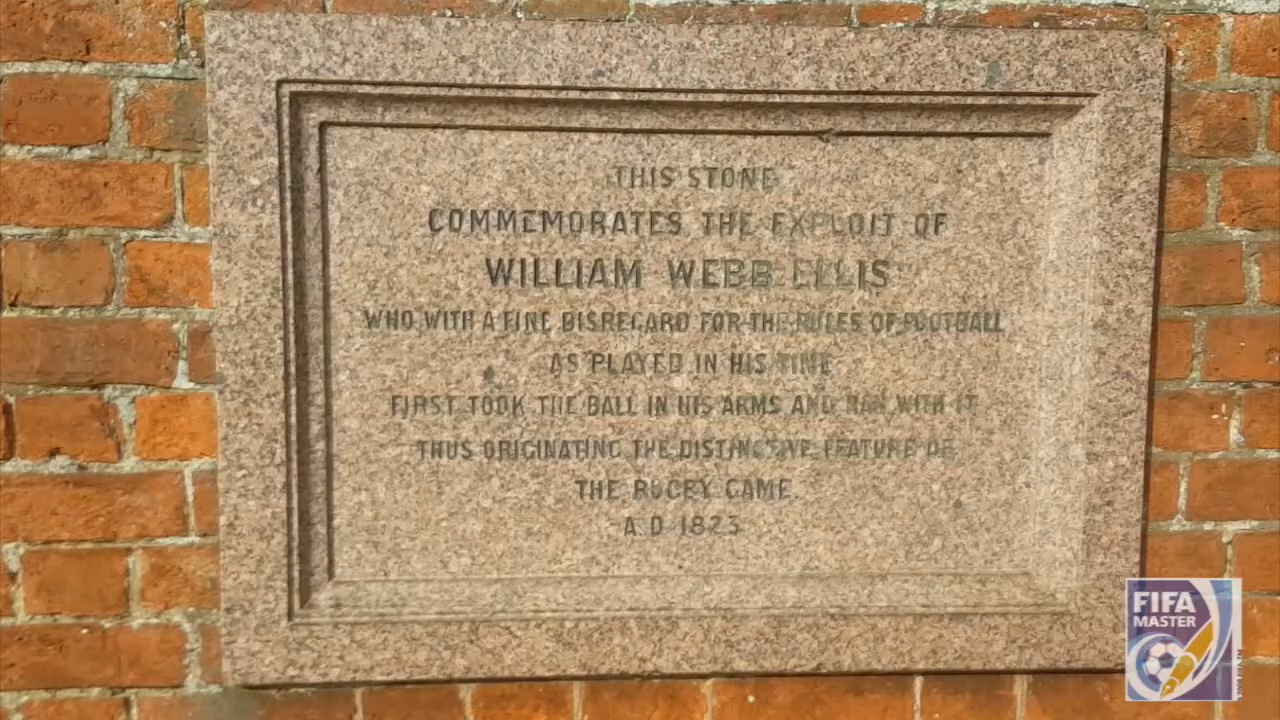 THIS STONE
COMMEMORATES THE EXPLOIT OF
WILLIAM WEBB ELLIS
WHO WITH A FINE DISREGARD FOR THE RULES OF FOOTBALL
AS PLAYED IN HIS TIME
FIRST TOOK THE BALL IN HIS ARMS AND RAN WITH IT
THUS ORIGINATING THE DISTINCTIVE FEATURE OF
THE RUGBY GAME.
A.D. 1823
FIFA
MASTER